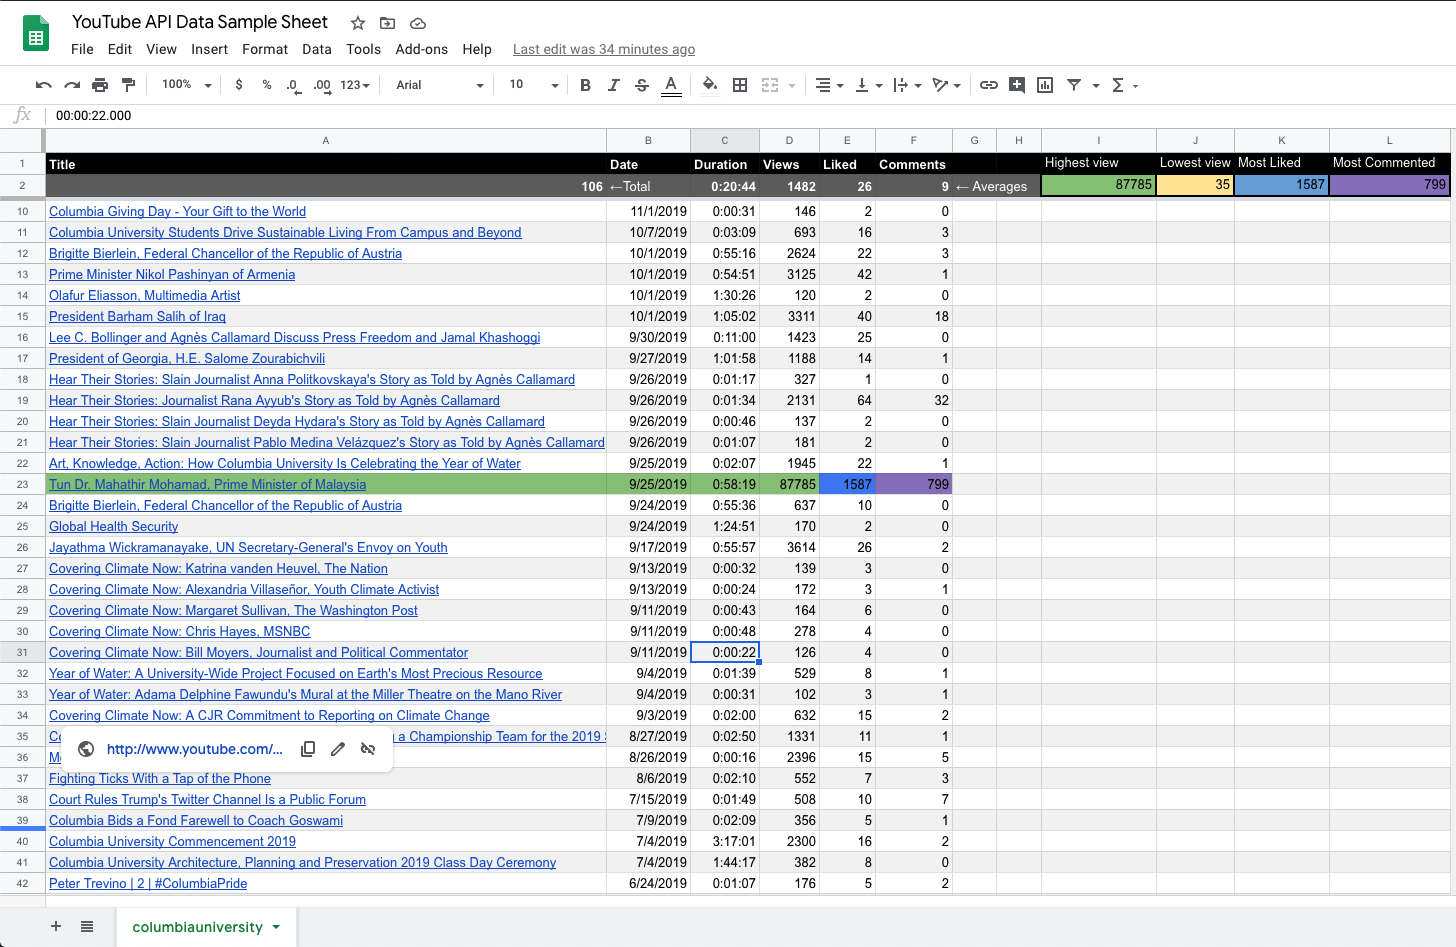 YouTube API Data Sample Sheet
File Edit View Insert Format Data Tools Add-ons Help Last edit was 34 minutes ago
100% $ % .0 .00 123 Arial 10 B I S A Σ
fx 00:00:22.000
A B C D E F G H I J K L
1 Title Date Duration Views Liked Comments Highest view Lowest view Most Liked Most Commented
2 106 ←Total 0:20:44 1482 26 9 ← Averages 87785 35 1587 799
10 Columbia Giving Day - Your Gift to the World 11/1/2019 0:00:31 146 2 0
11 Columbia University Students Drive Sustainable Living From Campus and Beyond 10/7/2019 0:03:09 693 16 3
12 Brigitte Bierlein, Federal Chancellor of the Republic of Austria 10/1/2019 0:55:16 2624 22 3
13 Prime Minister Nikol Pashinyan of Armenia 10/1/2019 0:54:51 3125 42 1
14 Olafur Eliasson, Multimedia Artist 10/1/2019 1:30:26 120 2 0
15 President Barham Salih of Iraq 10/1/2019 1:05:02 3311 40 18
16 Lee C. Bollinger and Agnès Callamard Discuss Press Freedom and Jamal Khashoggi 9/30/2019 0:11:00 1423 25 0
17 President of Georgia, H.E. Salome Zourabichvili 9/27/2019 1:01:58 1188 14 1
18 Hear Their Stories: Slain Journalist Anna Politkovskaya's Story as Told by Agnès Callamard 9/26/2019 0:01:17 327 1 0
19 Hear Their Stories: Journalist Rana Ayyub's Story as Told by Agnès Callamard 9/26/2019 0:01:34 2131 64 32
20 Hear Their Stories: Slain Journalist Deyda Hydara's Story as Told by Agnès Callamard 9/26/2019 0:00:46 137 2 0
21 Hear Their Stories: Slain Journalist Pablo Medina Velázquez's Story as Told by Agnès Callamard 9/26/2019 0:01:07 181 2 0
22 Art, Knowledge, Action: How Columbia University Is Celebrating the Year of Water 9/25/2019 0:02:07 1945 22 1
23 Tun Dr. Mahathir Mohamad, Prime Minister of Malaysia 9/25/2019 0:58:19 87785 1587 799
24 Brigitte Bierlein, Federal Chancellor of the Republic of Austria 9/24/2019 0:55:36 637 10 0
25 Global Health Security 9/24/2019 1:24:51 170 2 0
26 Jayathma Wickramanayake, UN Secretary-General's Envoy on Youth 9/17/2019 0:55:57 3614 26 2
27 Covering Climate Now: Katrina vanden Heuvel, The Nation 9/13/2019 0:00:32 139 3 0
28 Covering Climate Now: Alexandria Villaseñor, Youth Climate Activist 9/13/2019 0:00:24 172 3 1
29 Covering Climate Now: Margaret Sullivan, The Washington Post 9/11/2019 0:00:43 164 6 0
30 Covering Climate Now: Chris Hayes, MSNBC 9/11/2019 0:00:48 278 4 0
31 Covering Climate Now: Bill Moyers, Journalist and Political Commentator 9/11/2019 0:00:22 126 4 0
32 Year of Water: A University-Wide Project Focused on Earth's Most Precious Resource 9/4/2019 0:01:39 529 8 1
33 Year of Water: Adama Delphine Fawundu's Mural at the Miller Theatre on the Mano River 9/4/2019 0:00:31 102 3 1
34 Covering Climate Now: A CJR Commitment to Reporting on Climate Change 9/3/2019 0:02:00 632 15 2
35 a Championship Team for the 2019 8/27/2019 0:02:50 1331 11 1
http://www.youtube.com/...
36 8/26/2019 0:00:16 2396 15 5
37 Fighting Ticks With a Tap of the Phone 8/6/2019 0:02:10 552 7 3
38 Court Rules Trump's Twitter Channel Is a Public Forum 7/15/2019 0:01:49 508 10 7
39 Columbia Bids a Fond Farewell to Coach Goswami 7/9/2019 0:02:09 356 5 1
40 Columbia University Commencement 2019 7/4/2019 3:17:01 2300 16 2
41 Columbia University Architecture, Planning and Preservation 2019 Class Day Ceremony 7/4/2019 1:44:17 382 8 0
42 Peter Trevino | 2 | #ColumbiaPride 6/24/2019 0:01:07 176 5 2
columbiauniversity